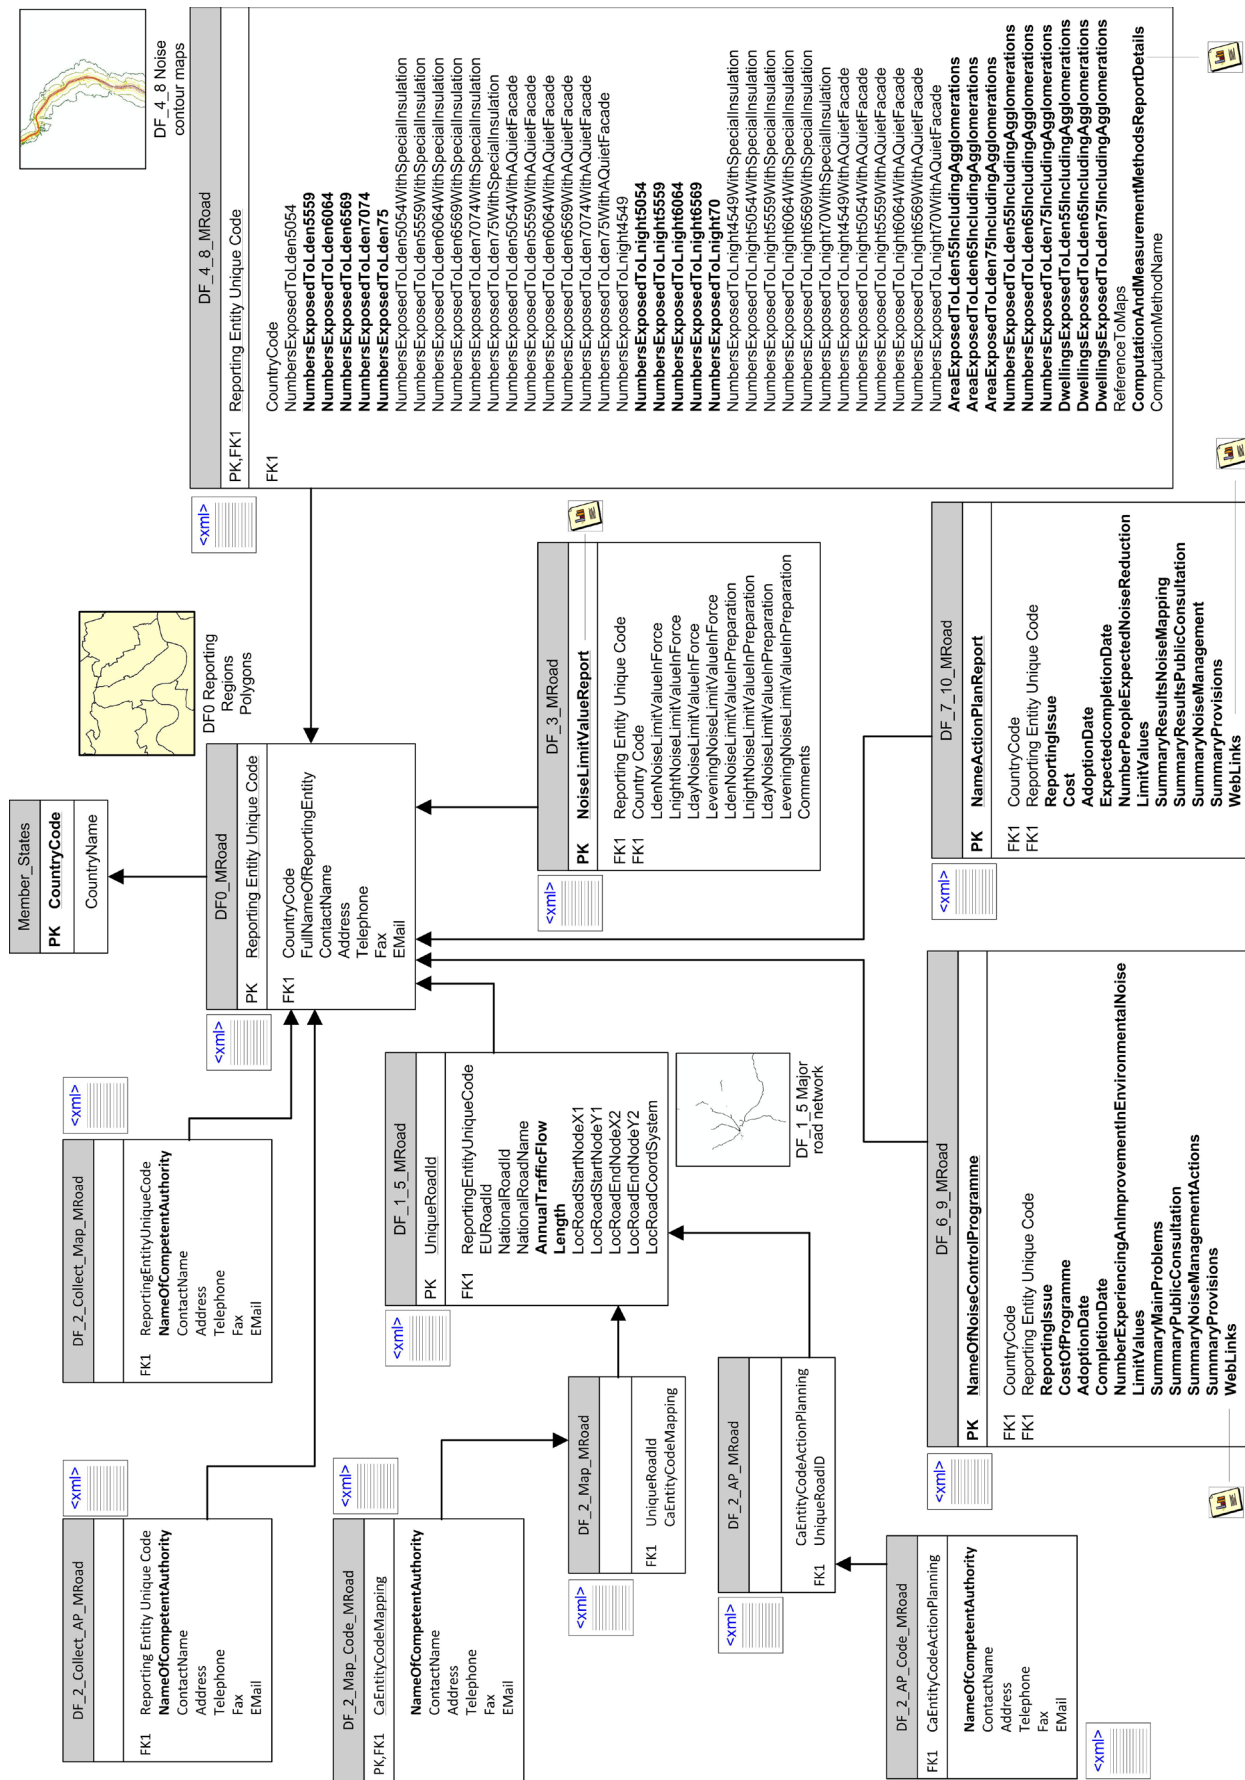 <xml>
DF_2_Collect_AP_MRoad
FK1 Reporting Entity Unique Code
NameOfCompetentAuthority
ContactName
Address
Telephone
Fax
EMail
<xml>
DF_2_Collect_Map_MRoad
FK1 ReportingEntityUniqueCode
NameOfCompetentAuthority
ContactName
Address
Telephone
Fax
EMail
Member_States
PK CountryCode
CountryName
DF0 Reporting
Regions
Polygons
DF_4_8 Noise
contour maps
<xml>
DF0_MRoad
PK Reporting Entity Unique Code
FK1 CountryCode
FullNameOfReportingEntity
ContactName
Address
Telephone
Fax
EMail
<xml>
DF_4_8_MRoad
PK,FK1 Reporting Entity Unique Code
FK1 CountryCode
NumbersExposedToLden5054
NumbersExposedToLden5559
NumbersExposedToLden6064
NumbersExposedToLden6569
NumbersExposedToLden7074
NumbersExposedToLden75
NumbersExposedToLden5054WithSpecialInsulation
NumbersExposedToLden5559WithSpecialInsulation
NumbersExposedToLden6064WithSpecialInsulation
NumbersExposedToLden6569WithSpecialInsulation
NumbersExposedToLden7074WithSpecialInsulation
NumbersExposedToLden75WithSpecialInsulation
NumbersExposedToLden5054WithAQuietFacade
NumbersExposedToLden5559WithAQuietFacade
NumbersExposedToLden6064WithAQuietFacade
NumbersExposedToLden6569WithAQuietFacade
NumbersExposedToLden7074WithAQuietFacade
NumbersExposedToLden75WithAQuietFacade
NumbersExposedToLnight4549
NumbersExposedToLnight5054
NumbersExposedToLnight5559
NumbersExposedToLnight6064
NumbersExposedToLnight6569
NumbersExposedToLnight70
NumbersExposedToLnight4549WithSpecialInsulation
NumbersExposedToLnight5054WithSpecialInsulation
NumbersExposedToLnight5559WithSpecialInsulation
NumbersExposedToLnight6064WithSpecialInsulation
NumbersExposedToLnight6569WithSpecialInsulation
NumbersExposedToLnight70WithSpecialInsulation
NumbersExposedToLnight4549WithAQuietFacade
NumbersExposedToLnight5054WithAQuietFacade
NumbersExposedToLnight5559WithAQuietFacade
NumbersExposedToLnight6064WithAQuietFacade
NumbersExposedToLnight6569WithAQuietFacade
NumbersExposedToLnight70WithAQuietFacade
AreaExposedToLden55IncludingAgglomerations
AreaExposedToLden65IncludingAgglomerations
AreaExposedToLden75IncludingAgglomerations
NumbersExposedToLden55IncludingAgglomerations
NumbersExposedToLden65IncludingAgglomerations
NumbersExposedToLden75IncludingAgglomerations
DwellingsExposedToLden55IncludingAgglomerations
DwellingsExposedToLden65IncludingAgglomerations
DwellingsExposedToLden75IncludingAgglomerations
ReferenceToMaps
ComputationAndMeasurementMethodsReportDetails
ComputationMethodName
<xml>
DF_2_Map_Code_MRoad
PK,FK1 CaEntityCodeMapping
NameOfCompetentAuthority
ContactName
Address
Telephone
Fax
EMail
<xml>
DF_1_5_MRoad
PK UniqueRoadId
FK1 ReportingEntityUniqueCode
EURoadId
NationalRoadId
NationalRoadName
AnnualTrafficFlow
Length
LocRoadStartNodeX1
LocRoadStartNodeY1
LocRoadEndNodeX2
LocRoadEndNodeY2
LocRoadCoordSystem
DF_1_5 Major
road network
<xml>
DF_2_Map_MRoad
FK1 UniqueRoadId
CaEntityCodeMapping
<xml>
DF_3_MRoad
PK NoiseLimitValueReport
FK1 Reporting Entity Unique Code
FK1 Country Code
LdenNoiseLimitValueInForce
LnightNoiseLimitValueInForce
LdayNoiseLimitValueInForce
LeveningNoiseLimitValueInForce
LdenNoiseLimitValueInPreparation
LnightNoiseLimitValueInPreparation
LdayNoiseLimitValueInPreparation
LeveningNoiseLimitValueInPreparation
Comments
<xml>
DF_2_AP_MRoad
CaEntityCodeActionPlanning
FK1 UniqueRoadID
DF_2_AP_Code_MRoad
FK1 CaEntityCodeActionPlanning
NameOfCompetentAuthority
ContactName
Address
Telephone
Fax
EMail
<xml>
<xml>
DF_6_9_MRoad
PK NameOfNoiseControlProgramme
FK1 CountryCode
FK1 Reporting Entity Unique Code
ReportingIssue
CostOfProgramme
AdoptionDate
CompletionDate
NumberExperiencingAnImprovementInEnvironmentalNoise
LimitValues
SummaryMainProblems
SummaryPublicConsultation
SummaryNoiseManagementActions
SummaryProvisions
WebLinks
<xml>
DF_7_10_MRoad
PK NameActionPlanReport
FK1 CountryCode
FK1 Reporting Entity Unique Code
ReportingIssue
Cost
AdoptionDate
ExpectedcompletionDate
NumberPeopleExpectedNoiseReduction
LimitValues
SummaryResultsNoiseMapping
SummaryResultsPublicConsultation
SummaryNoiseManagement
SummaryProvisions
WebLinks